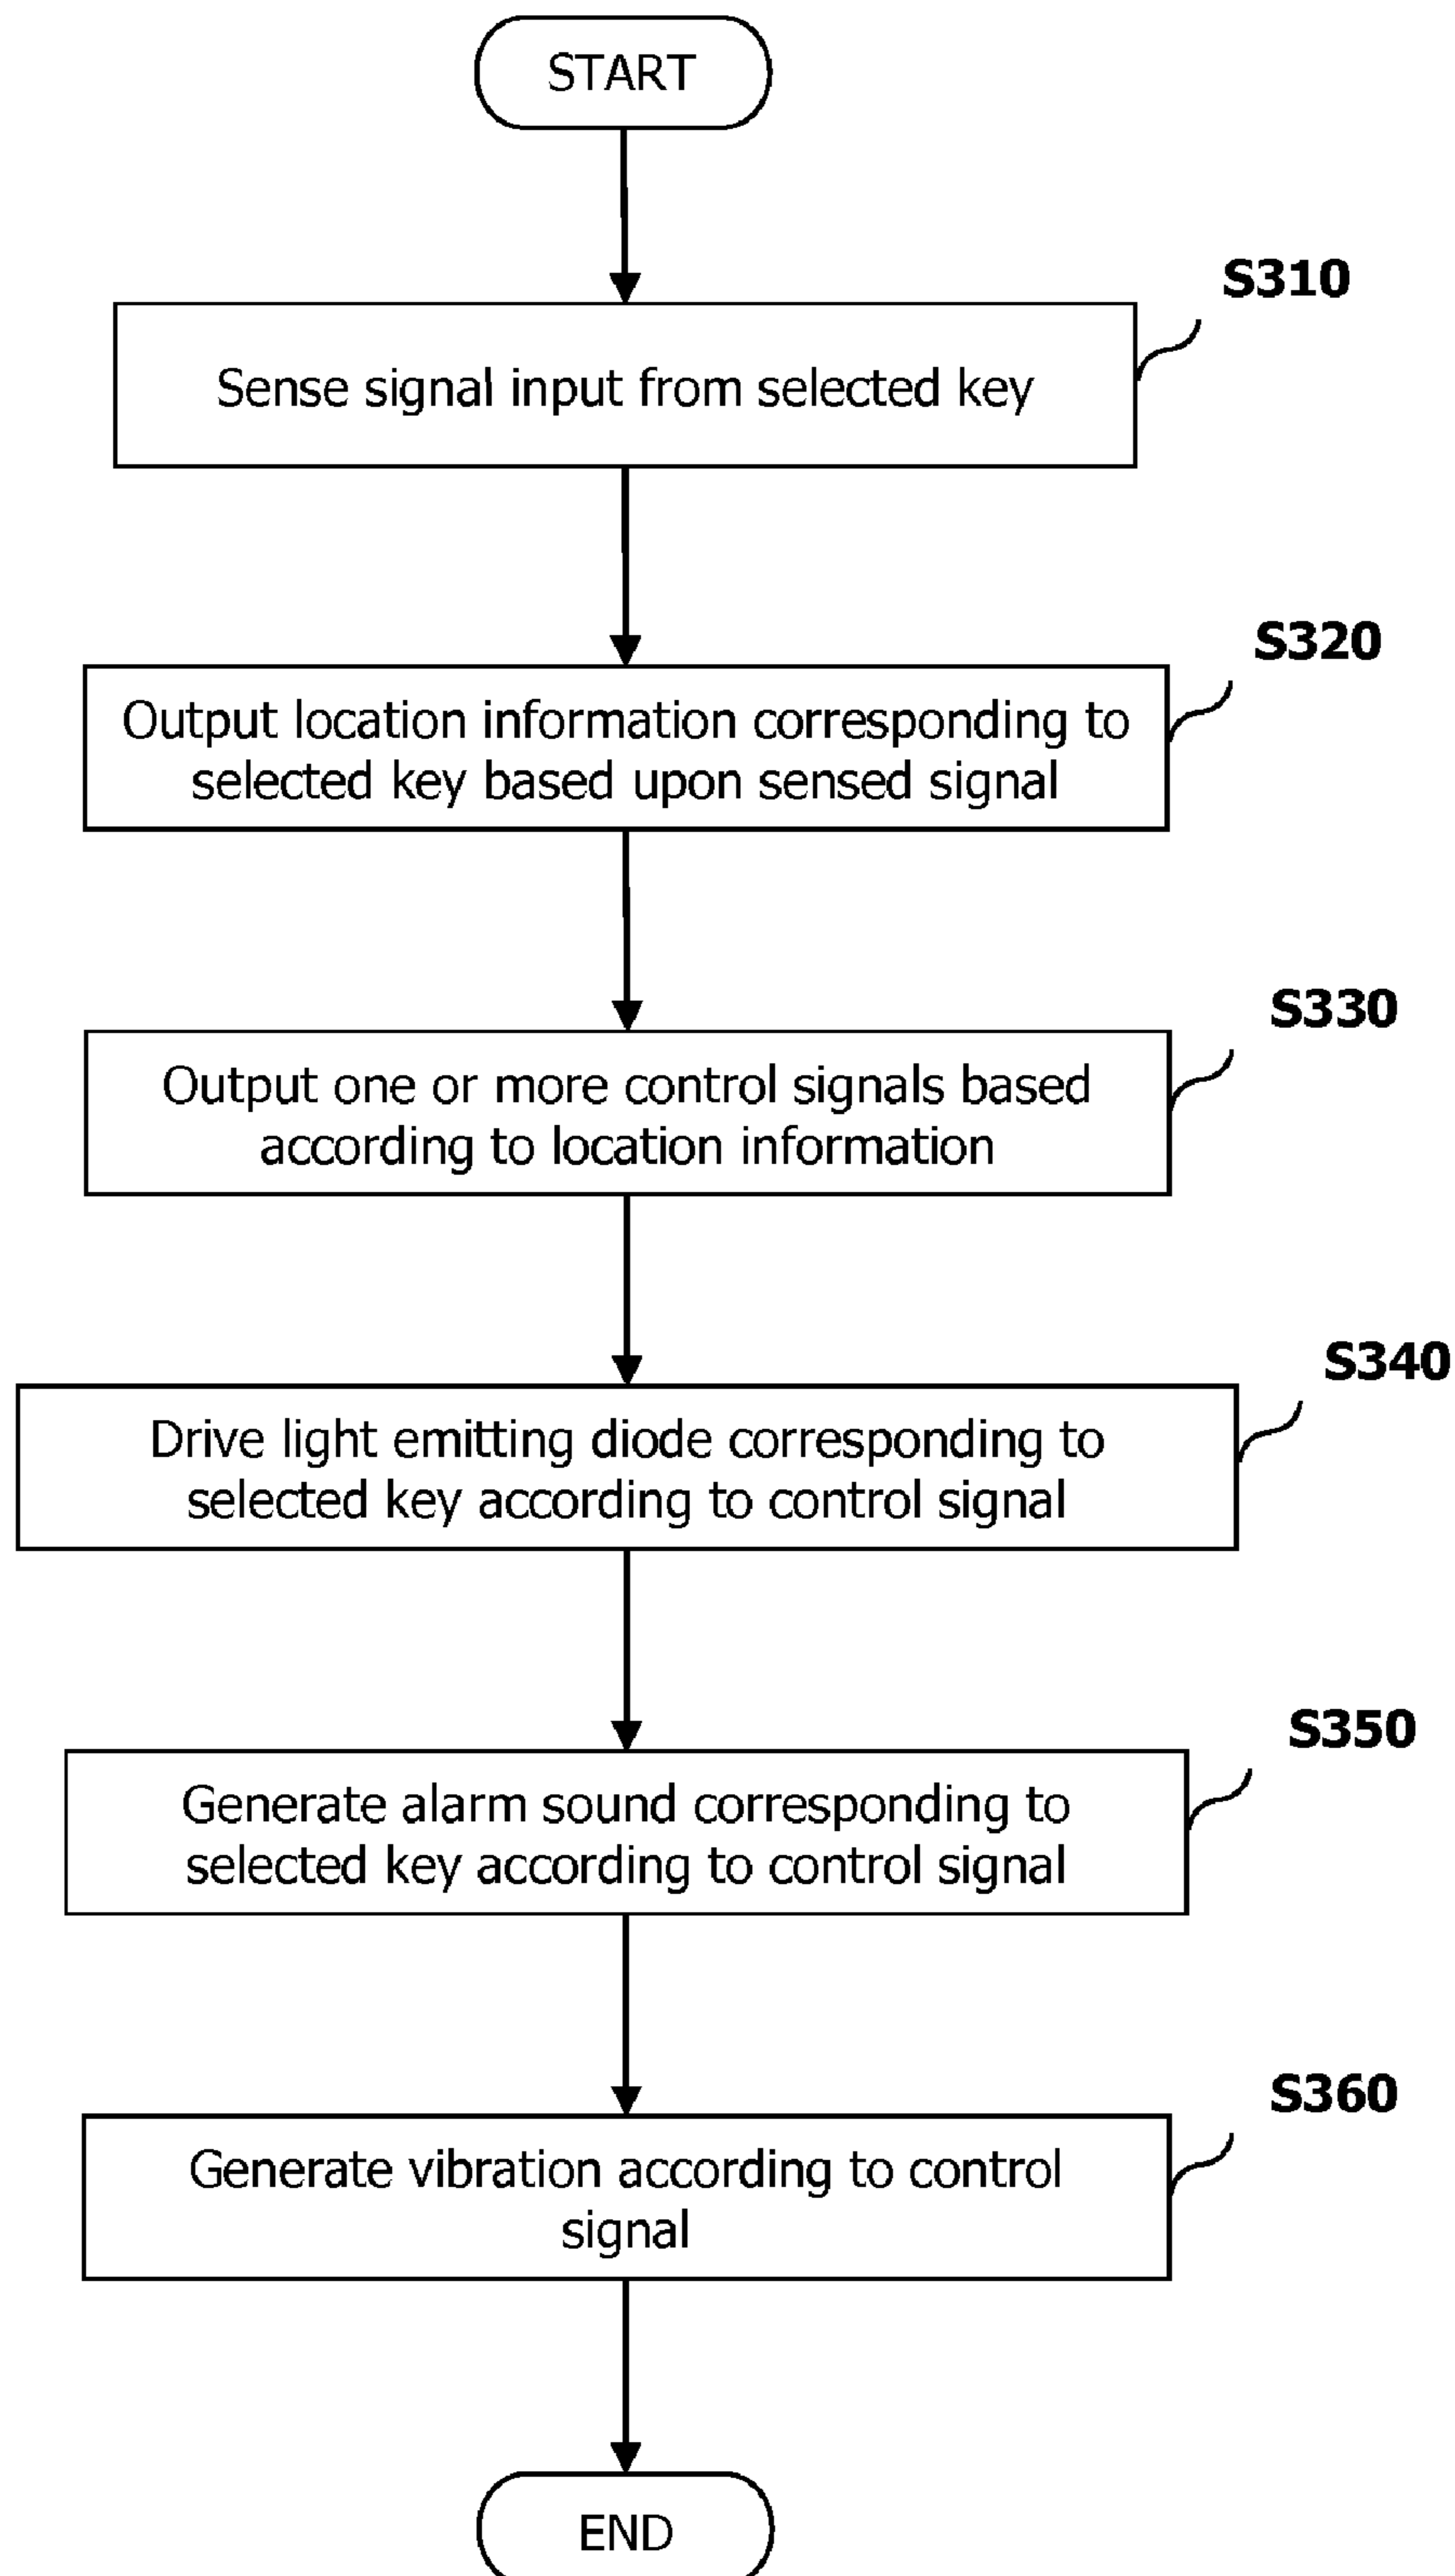 START
S310
Sense signal input from selected key
S320
Output location information corresponding to
selected key based upon sensed signal
S330
Output one or more control signals based
according to location information
S340
Drive light emitting diode corresponding to
selected key according to control signal
S350
Generate alarm sound corresponding to
selected key according to control signal
S360
Generate vibration according to control
signal
END